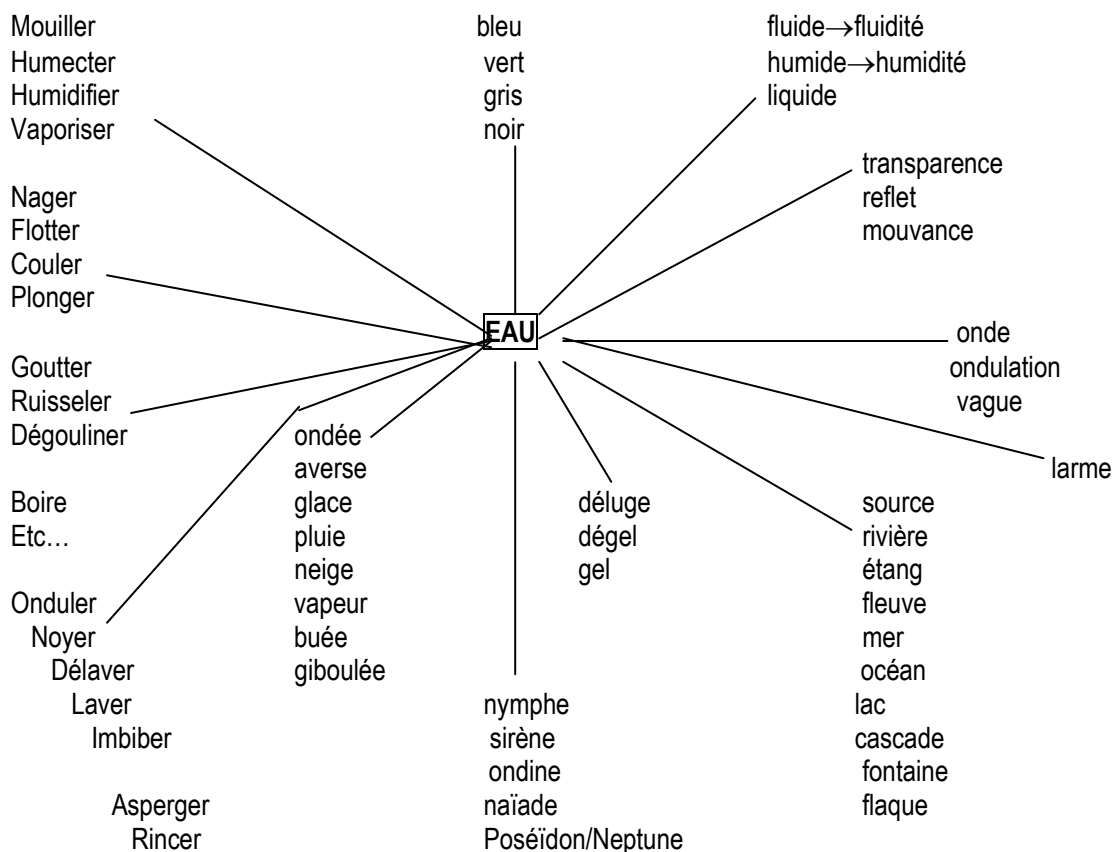 Mouiller
Humecter
Humidifier
Vaporiser
bleu
vert
gris
noir
fluide→fluidité
humide→humidité
liquide
transparence
reflet
mouvance
Nager
Flotter
Couler
Plonger
EAU
onde
ondulation
vague
Goutter
Ruisseler
Dégouliner
larme
Boire
Etc…
ondée
averse
glace
pluie
neige
vapeur
buée
giboulée
déluge
dégel
gel
source
rivière
étang
fleuve
mer
océan
lac
cascade
fontaine
flaque
Onduler
Noyer
Délaver
Laver
Imbiber
Asperger
Rincer
nymphe
sirène
ondine
naïade
Poséïdon/Neptune